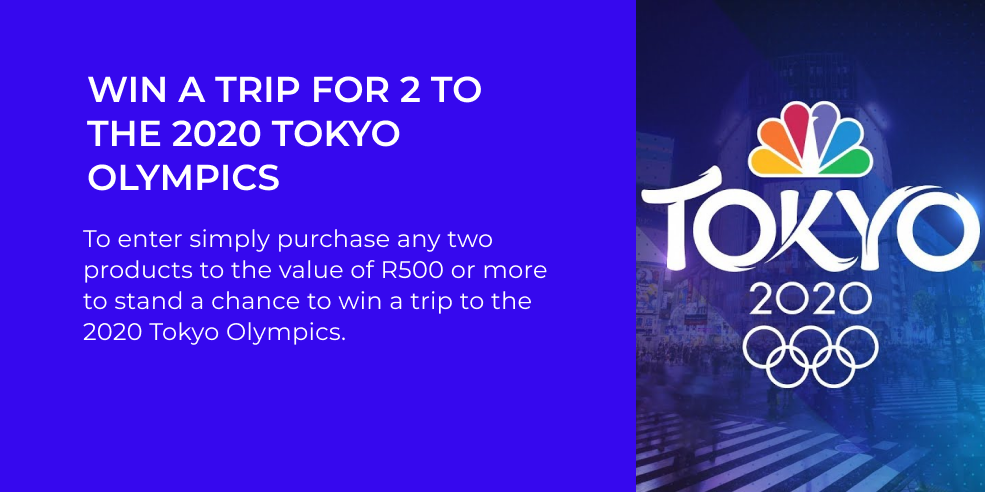 WIN A TRIP FOR 2 TO
THE 2020 TOKYO
OLYMPICS
To enter simply purchase any two
products to the value of R500 or more
to stand a chance to win a trip to the
2020 Tokyo Olympics.
TOKYO
2020